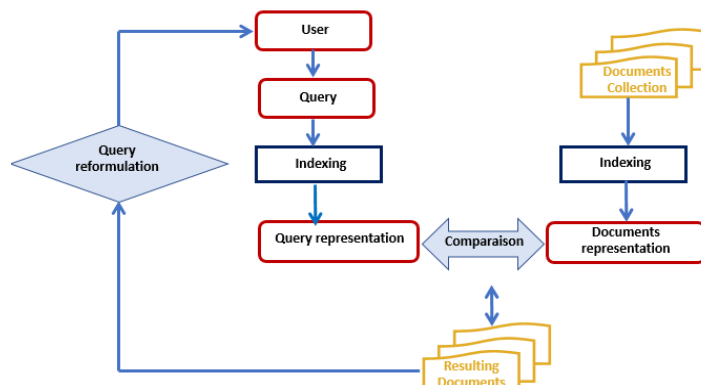 User
Documents
Collection
Query
Query
reformulation
Indexing
Indexing
Query representation
Comparaison
Documents
representation
Resulting
Documents